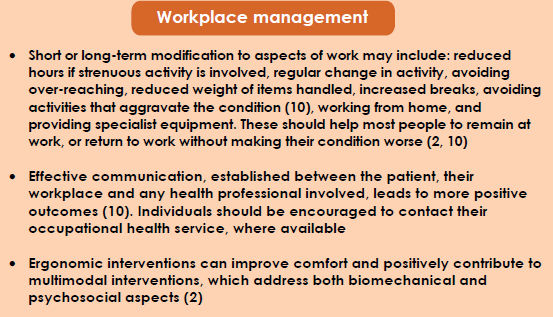 Workplace management
• Short or long-term modification to aspects of work may include: reduced
hours if strenuous activity is involved, regular change in activity, avoiding
over-reaching, reduced weight of items handled, increased breaks, avoiding
activities that aggravate the condition (10), working from home, and
providing specialist equipment. These should help most people to remain at
work, or return to work without making their condition worse (2, 10)
• Effective communication, established between the patient, their
workplace and any health professional involved, leads to more positive
outcomes (10). Individuals should be encouraged to contact their
occupational health service, where available
• Ergonomic interventions can improve comfort and positively contribute to
multimodal interventions, which address both biomechanical and
psychosocial aspects (2)